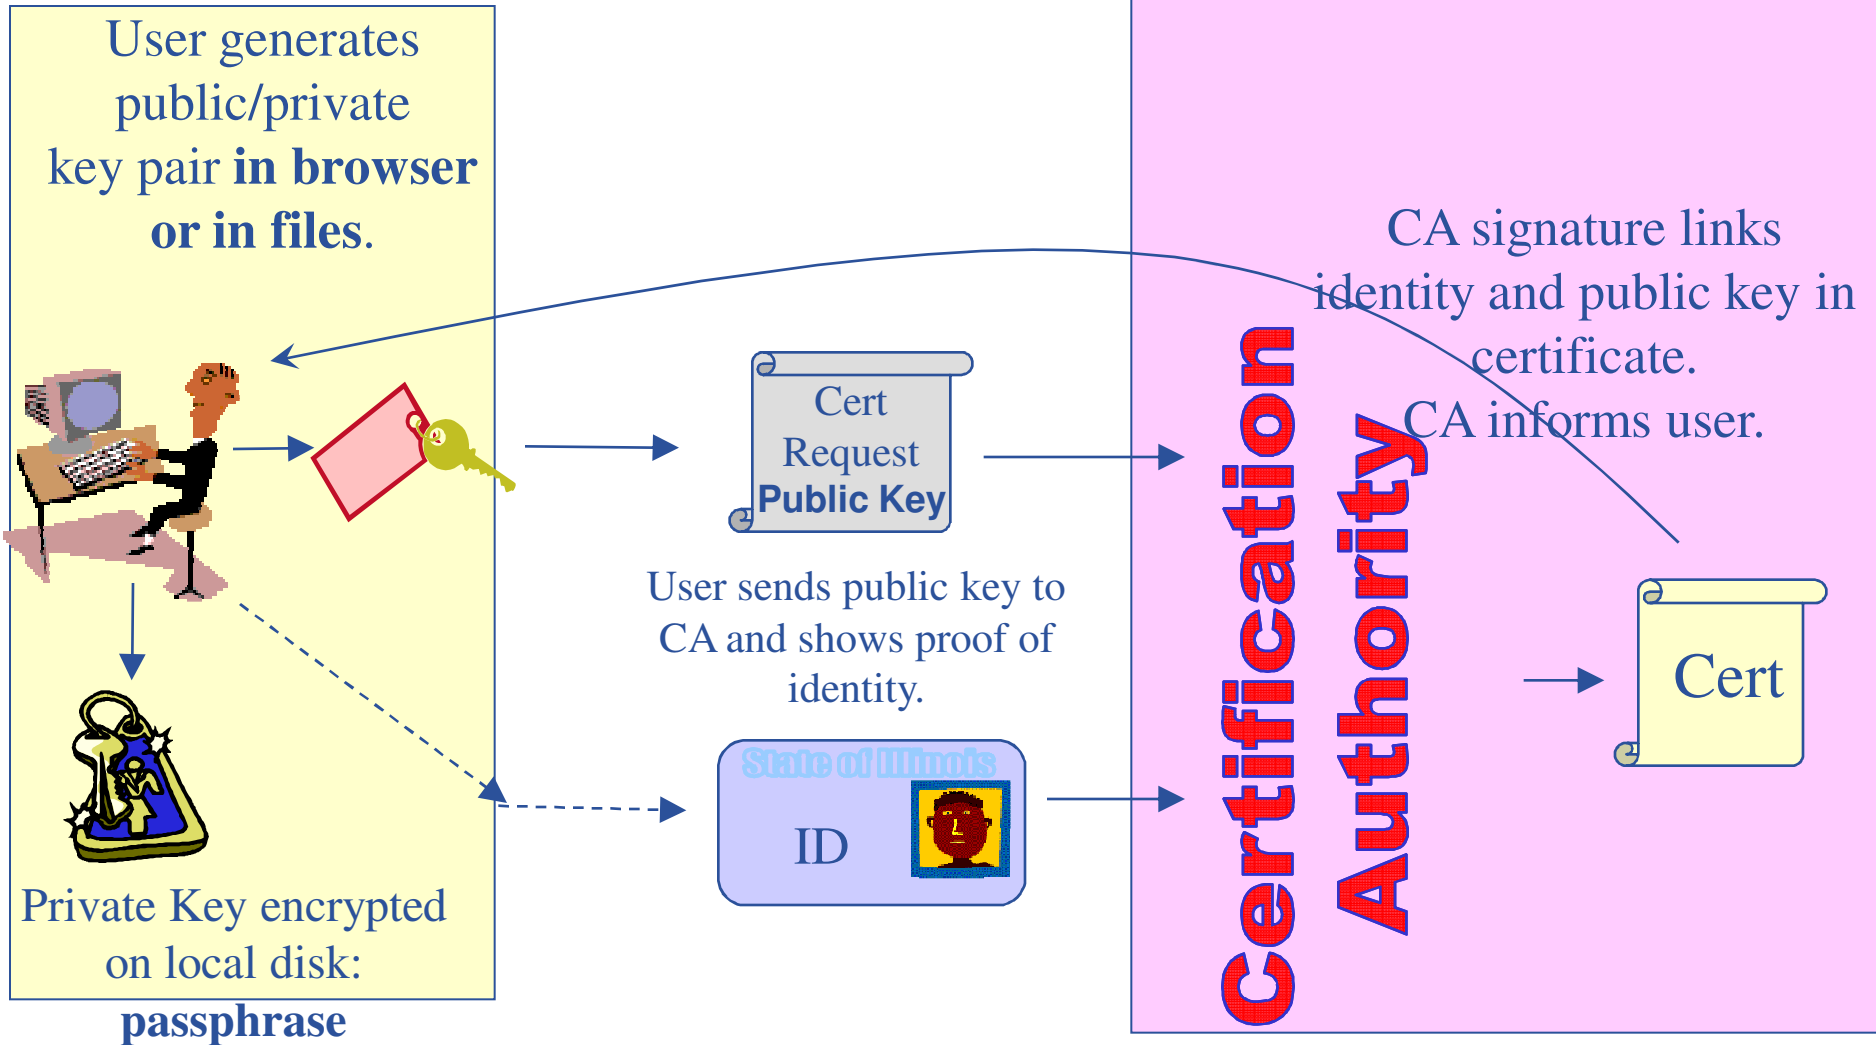 User generates
public/private
key pair in browser
or in files.
Private Key encrypted
on local disk:
passphrase
Cert
Request
Public Key
User sends public key to
CA and shows proof of
identity.
State of Illinois
ID
Certification
Authority
CA signature links
identity and public key in
certificate.
CA informs user.
Cert